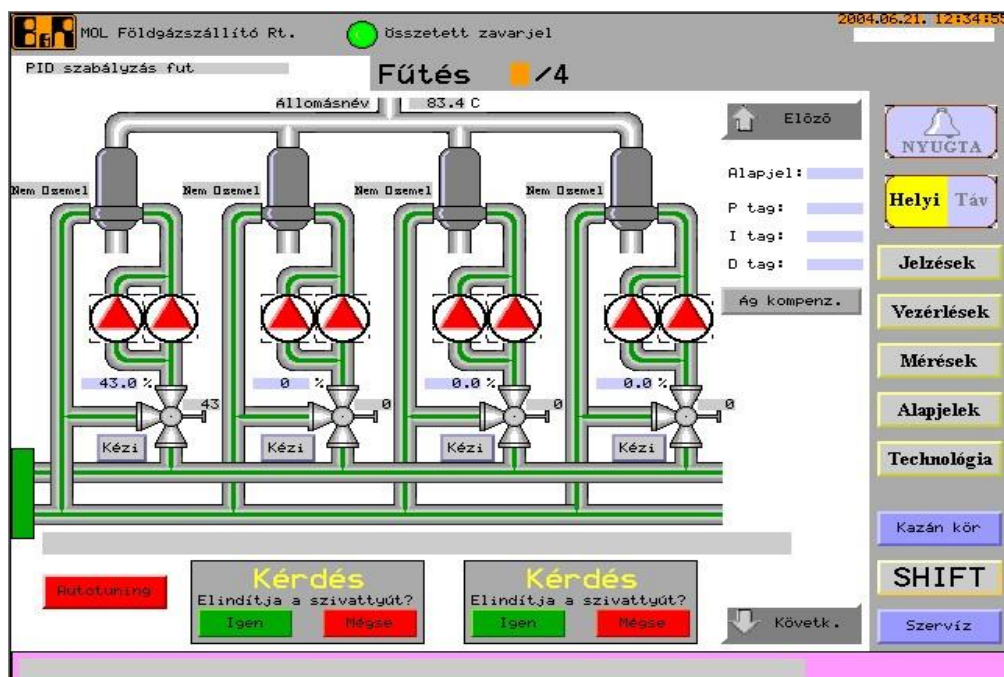 B&R MOL Földgázszállító Rt. Összetett zavarjel 2004.06.21. 12:34:55
PID szabályzás fut
Fűtés /4
Állomásnév 83.4 C
Előző
NYUGTA
Nem Üzemel Nem Üzemel Nem Üzemel Nem Üzemel
Alapjel:
Helyi Táv
P tag:
I tag:
D tag:
Jelzések
Ág kompenz.
Vezérlések
Mérések
43.0 % 0 % 0.0 % 0.0 %
43 0 0 0
Alapjelek
Kézi Kézi Kézi Kézi
Technológia
Kazán kör
Autotuning
Kérdés
Elindítja a szivattyút?
Igen Mégse
Kérdés
Elindítja a szivattyút?
Igen Mégse
SHIFT
Követk.
Szervíz